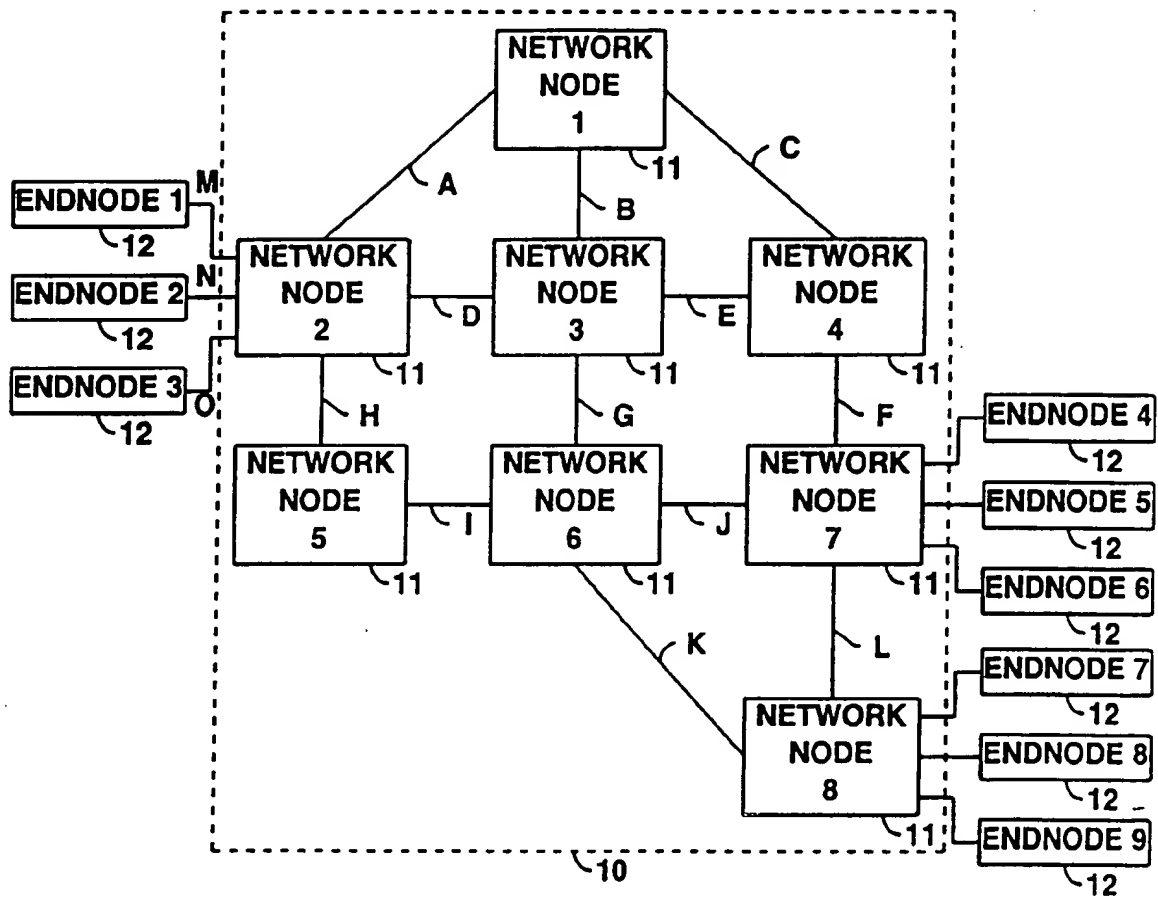 NETWORK
NODE
1
11
A
B
C
M
ENDNODE 1
12
N
ENDNODE 2
12
ENDNODE 3
O
12
NETWORK
NODE
2
11
D
NETWORK
NODE
3
11
E
NETWORK
NODE
4
11
H
G
F
NETWORK
NODE
5
11
I
NETWORK
NODE
6
11
J
NETWORK
NODE
7
11
ENDNODE 4
12
ENDNODE 5
12
ENDNODE 6
12
K
L
NETWORK
NODE
8
11
ENDNODE 7
12
ENDNODE 8
12
ENDNODE 9
12
10